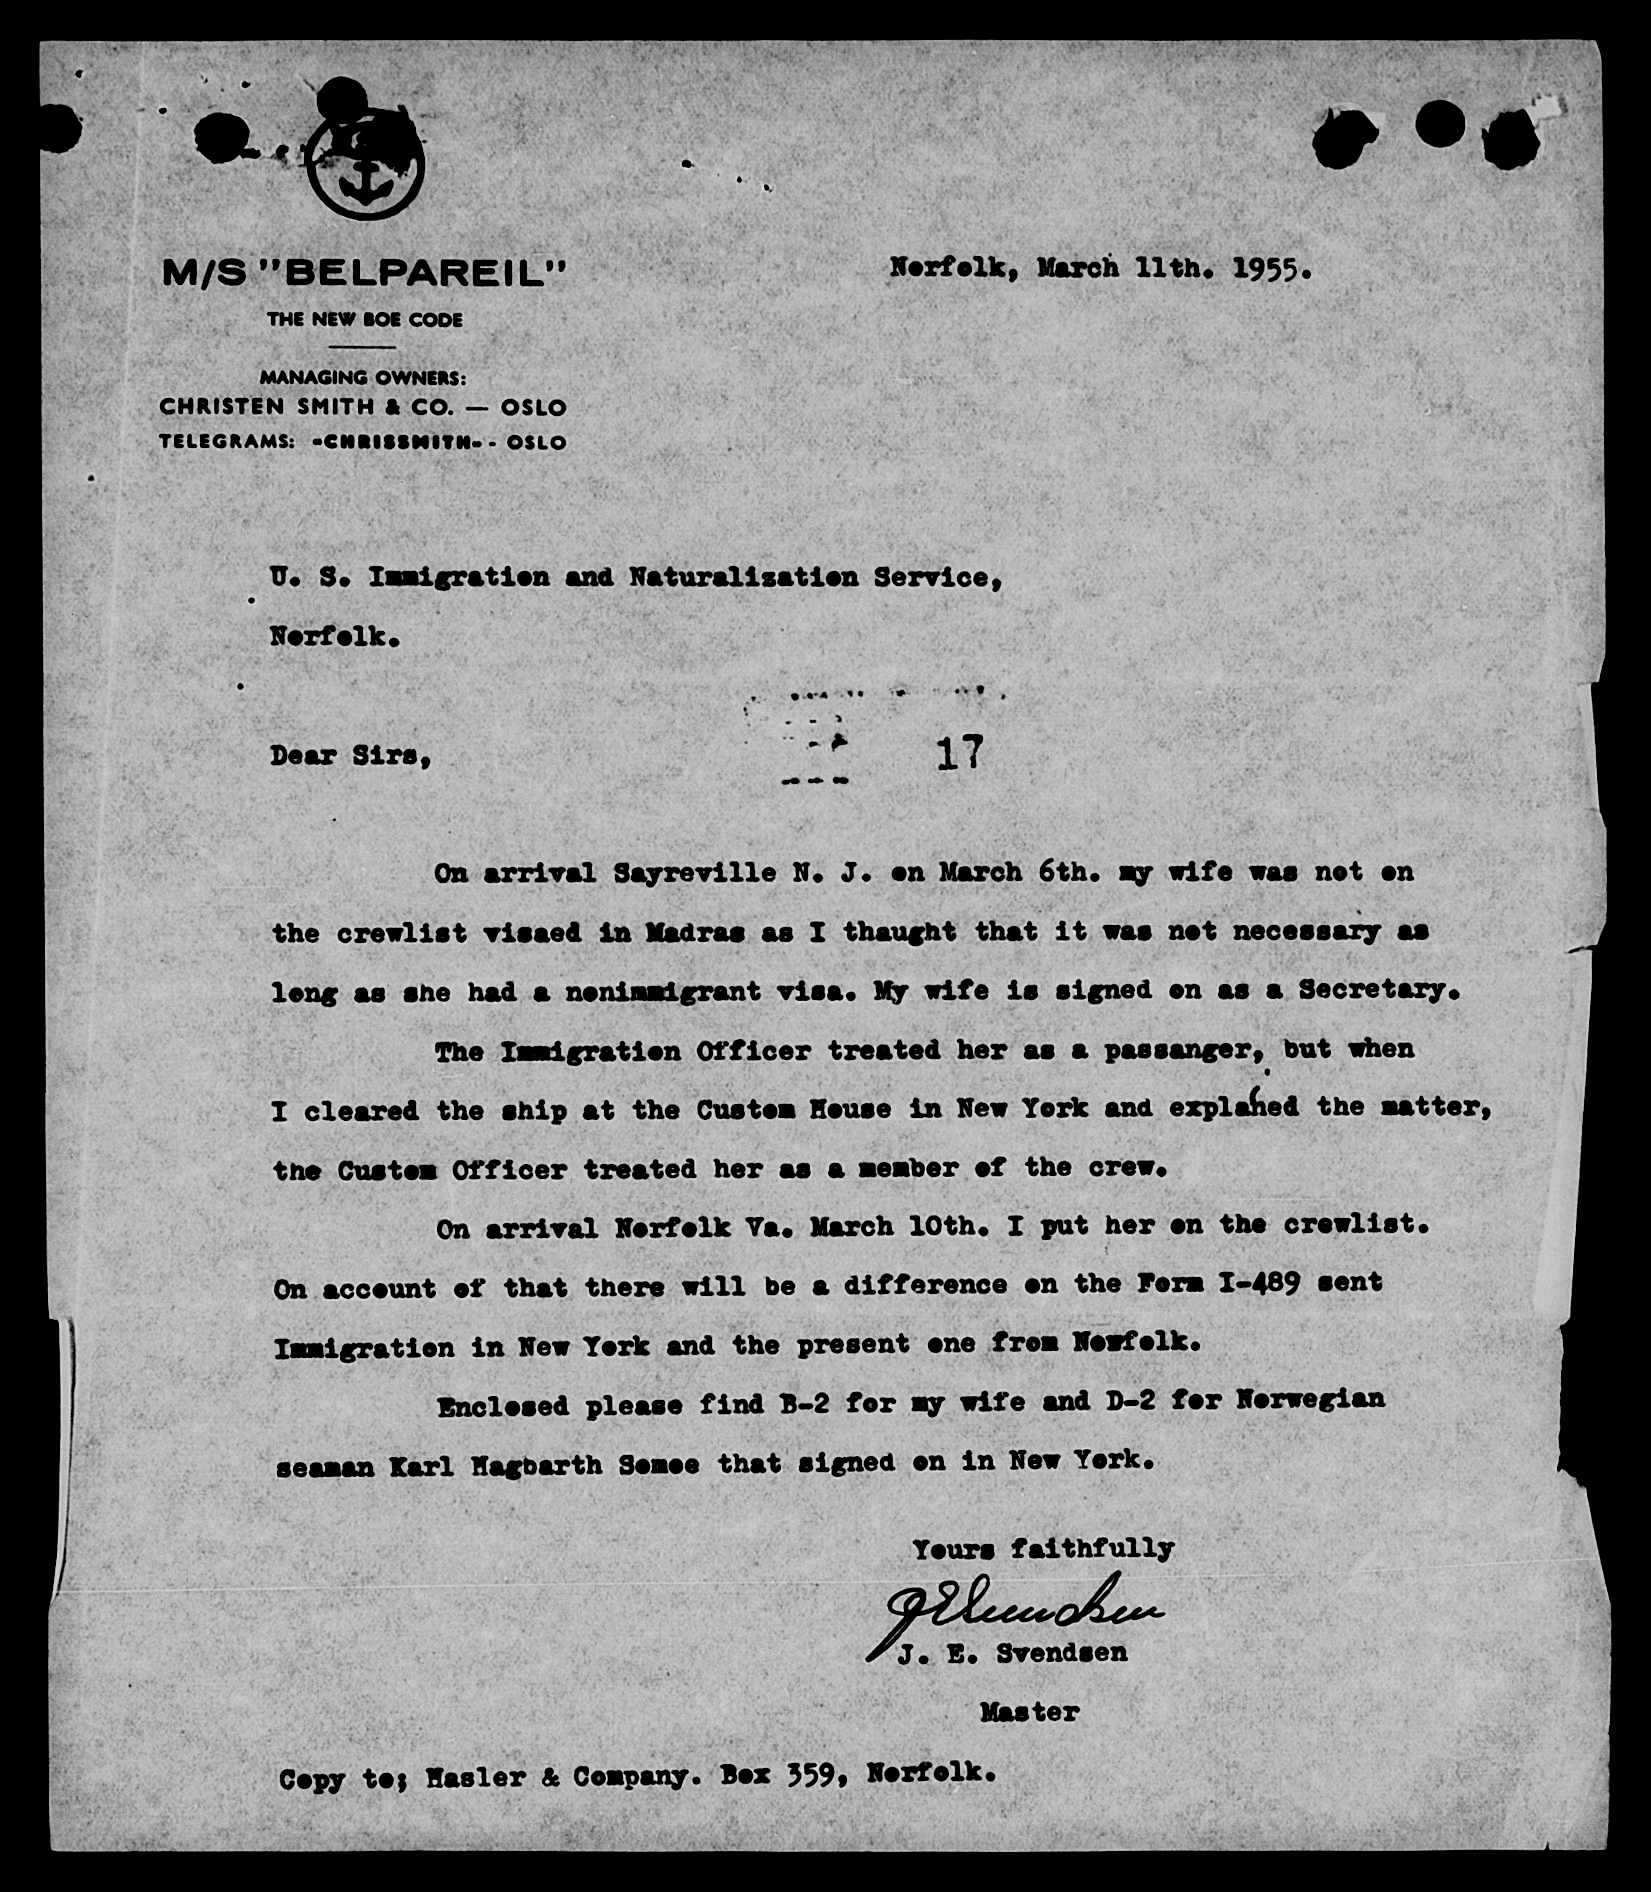 M/S "BELPAREIL"
THE NEW BOE CODE
MANAGING OWNERS:
CHRISTEN SMITH & CO. — OSLO
TELEGRAMS: «CHRISSMITH» - OSLO
Norfolk, March 11th. 1955.
U. S. Immigration and Naturalization Service,
Norfolk.
Dear Sirs,
17
On arrival Sayreville N. J. on March 6th. my wife was not on
the crewlist visaed in Madras as I thaught that it was not necessary as
long as she had a nonimmigrant visa. My wife is signed on as a Secretary.
The Immigration Officer treated her as a passanger, but when
I cleared the ship at the Custom House in New York and explained the matter,
the Custom Officer treated her as a member of the crew.
On arrival Norfolk Va. March 10th. I put her on the crewlist.
On account of that there will be a difference on the Form I-489 sent
Immigration in New York and the present one from Norfolk.
Enclosed please find B-2 for my wife and D-2 for Norwegian
seaman Karl Hagbarth Somoe that signed on in New York.
Yours faithfully
J E Svendsen
J. E. Svendsen
Master
Copy to; Hasler & Company. Box 359, Norfolk.